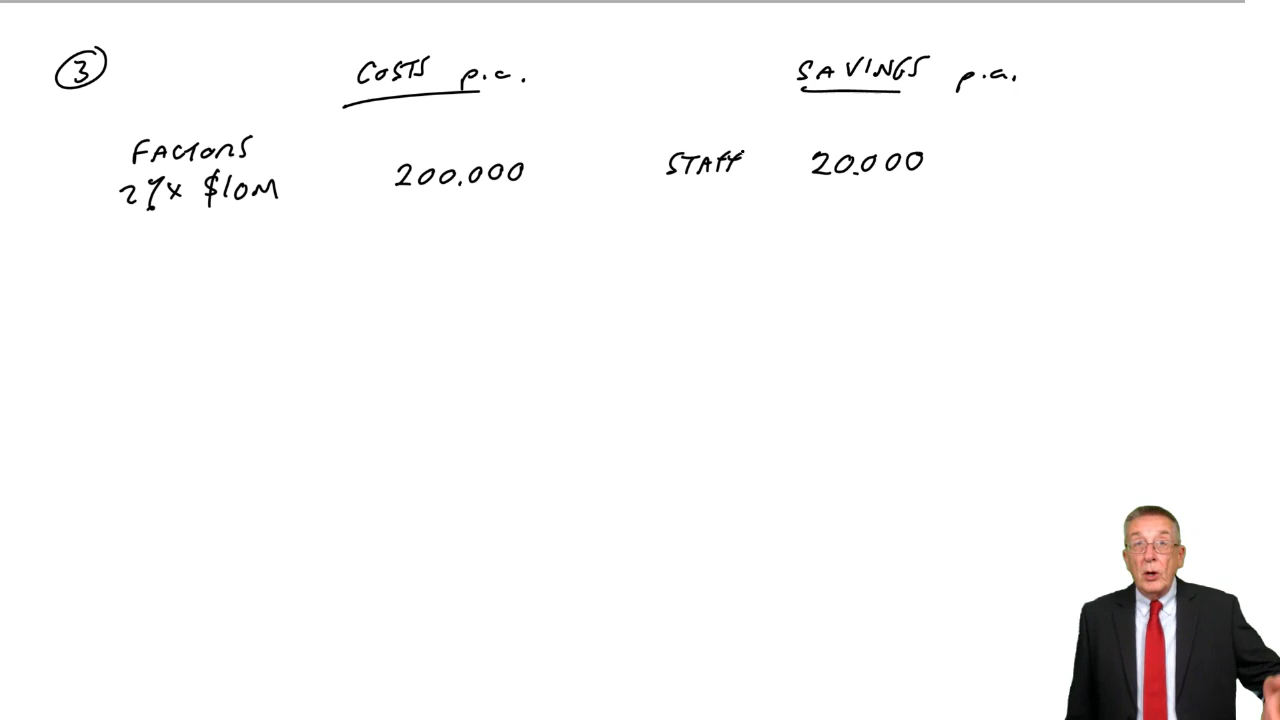 3 COSTS p.a. SAVINGS p.a.
FACTORS 200.000 STAFF 20.000
2% x $10M